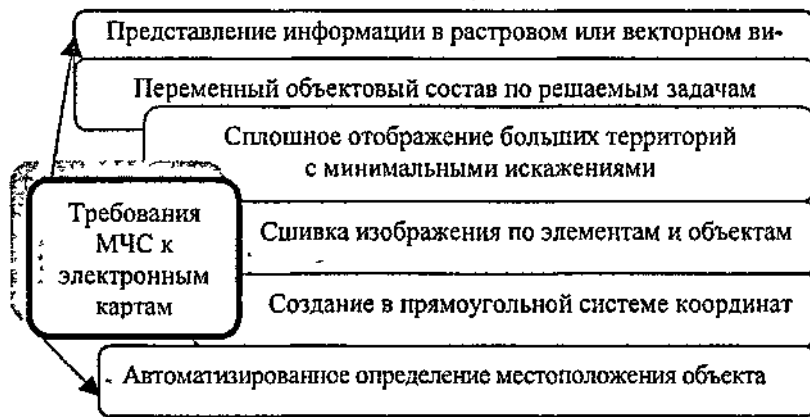 Представление информации в растровом или векторном ви-
Переменный объектовый состав по решаемым задачам
Сплошное отображение больших территорий
с минимальными искажениями
Требования
МЧС к
электронным
картам
Сшивка изображения по элементам и объектам
Создание в прямоугольной системе координат
Автоматизированное определение местоположения объекта